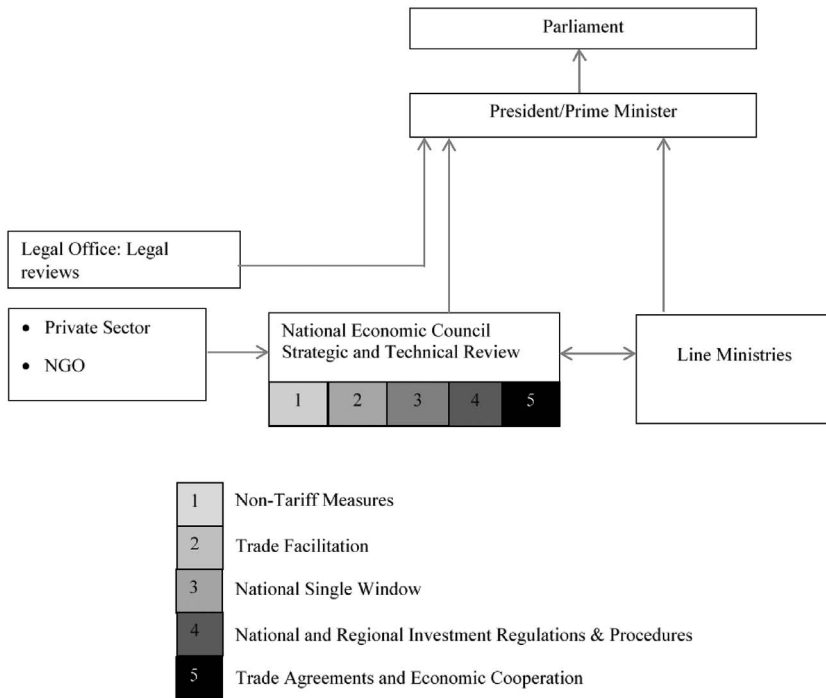 Parliament
President/Prime Minister
Legal Office: Legal
reviews
• Private Sector
• NGO
National Economic Council
Strategic and Technical Review
Line Ministries
1 2 3 4 5
1 Non-Tariff Measures
2 Trade Facilitation
3 National Single Window
4 National and Regional Investment Regulations & Procedures
5 Trade Agreements and Economic Cooperation